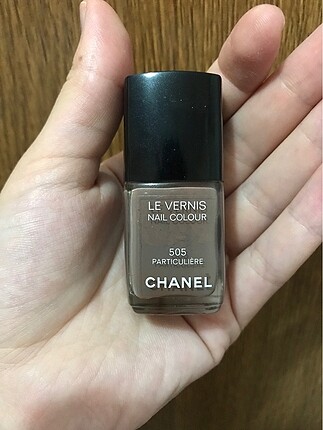 LE VERNIS
NAIL COLOUR
505
PARTICULIÈRE
CHANEL